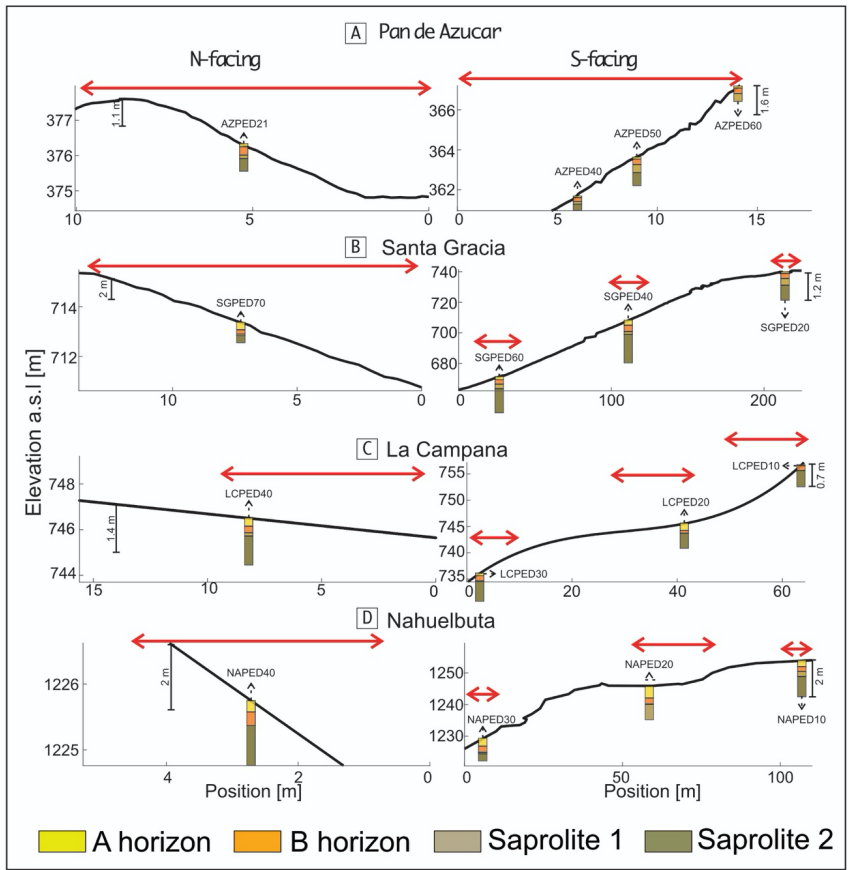 A Pan de Azucar
N-facing
S-facing
377
376
375
10
5
0
1.1 m
AZPED21
366
364
362
0
5
10
15
AZPED40
AZPED50
AZPED60
1.6 m
B Santa Gracia
714
712
10
5
0
2 m
SGPED70
740
720
700
680
0
100
200
SGPED60
SGPED40
SGPED20
1.2 m
Elevation a.s.l [m]
C La Campana
748
746
744
15
10
5
0
1.4 m
LCPED40
755
750
745
740
735
0
20
40
60
LCPED30
LCPED20
LCPED10
0.7 m
D Nahuelbuta
1226
1225
4
2
0
2 m
NAPED40
Position [m]
1250
1240
1230
0
50
100
NAPED30
NAPED20
NAPED10
2 m
Position [m]
A horizon
B horizon
Saprolite 1
Saprolite 2